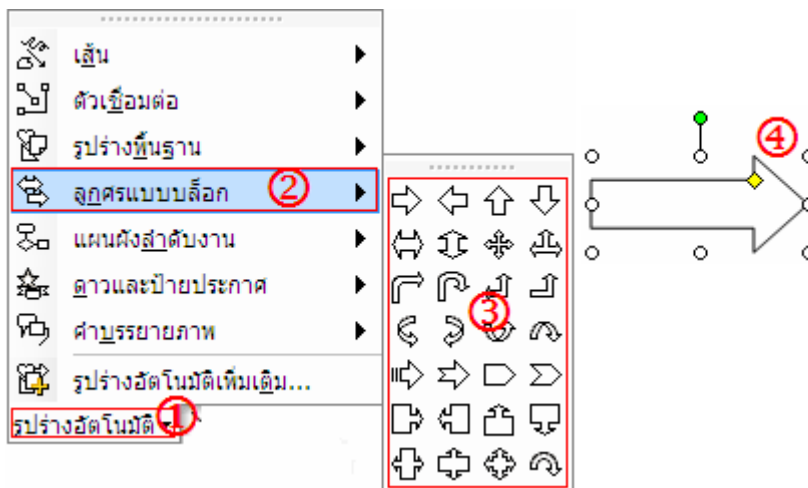 เส้น
ตัวเชื่อมต่อ
รูปร่างพื้นฐาน
ลูกศรแบบบล็อก ②
แผนผังลำดับงาน
ดาวและป้ายประกาศ
คำบรรยายภาพ
รูปร่างอัตโนมัติเพิ่มเติม...
รูปร่างอัตโนมัติ ①
③
④